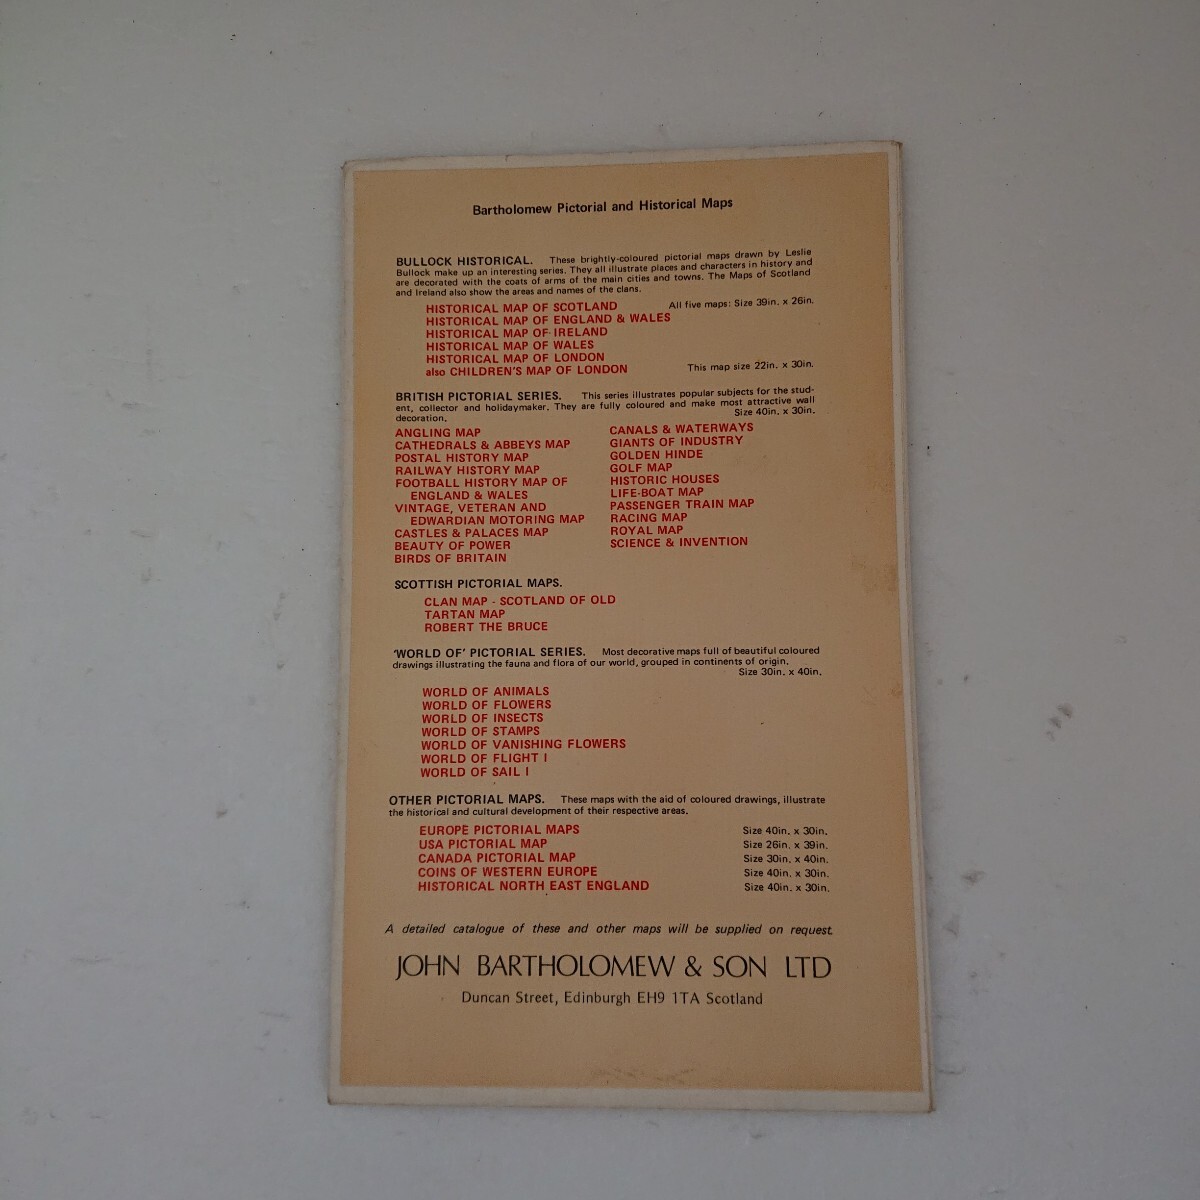 Bartholomew Pictorial and Historical Maps
BULLOCK HISTORICAL. These brightly-coloured pictorial maps drawn by Leslie
Bullock make up an interesting series. They all illustrate places and characters in history and
are decorated with the coats of arms of the main cities and towns. The Maps of Scotland
and Ireland also show the areas and names of the clans.
HISTORICAL MAP OF SCOTLAND All five maps: Size 39in. x 26in.
HISTORICAL MAP OF ENGLAND & WALES
HISTORICAL MAP OF IRELAND
HISTORICAL MAP OF WALES
HISTORICAL MAP OF LONDON
also CHILDREN'S MAP OF LONDON This map size 22in. x 30in.
BRITISH PICTORIAL SERIES. This series illustrates popular subjects for the stud-
ent, collector and holidaymaker. They are fully coloured and make most attractive wall
decoration. Size 40in. x 30in.
ANGLING MAP
CATHEDRALS & ABBEYS MAP
POSTAL HISTORY MAP
RAILWAY HISTORY MAP
FOOTBALL HISTORY MAP OF
ENGLAND & WALES
VINTAGE, VETERAN AND
EDWARDIAN MOTORING MAP
CASTLES & PALACES MAP
BEAUTY OF POWER
BIRDS OF BRITAIN
CANALS & WATERWAYS
GIANTS OF INDUSTRY
GOLDEN HINDE
GOLF MAP
HISTORIC HOUSES
LIFE-BOAT MAP
PASSENGER TRAIN MAP
RACING MAP
ROYAL MAP
SCIENCE & INVENTION
SCOTTISH PICTORIAL MAPS.
CLAN MAP - SCOTLAND OF OLD
TARTAN MAP
ROBERT THE BRUCE
'WORLD OF' PICTORIAL SERIES. Most decorative maps full of beautiful coloured
drawings illustrating the fauna and flora of our world, grouped in continents of origin.
Size 30in. x 40in.
WORLD OF ANIMALS
WORLD OF FLOWERS
WORLD OF INSECTS
WORLD OF STAMPS
WORLD OF VANISHING FLOWERS
WORLD OF FLIGHT I
WORLD OF SAIL I
OTHER PICTORIAL MAPS. These maps with the aid of coloured drawings, illustrate
the historical and cultural development of their respective areas.
EUROPE PICTORIAL MAPS Size 40in. x 30in.
USA PICTORIAL MAP Size 26in. x 39in.
CANADA PICTORIAL MAP Size 30in. x 40in.
COINS OF WESTERN EUROPE Size 40in. x 30in.
HISTORICAL NORTH EAST ENGLAND Size 40in. x 30in.
A detailed catalogue of these and other maps will be supplied on request.
JOHN BARTHOLOMEW & SON LTD
Duncan Street, Edinburgh EH9 1TA Scotland